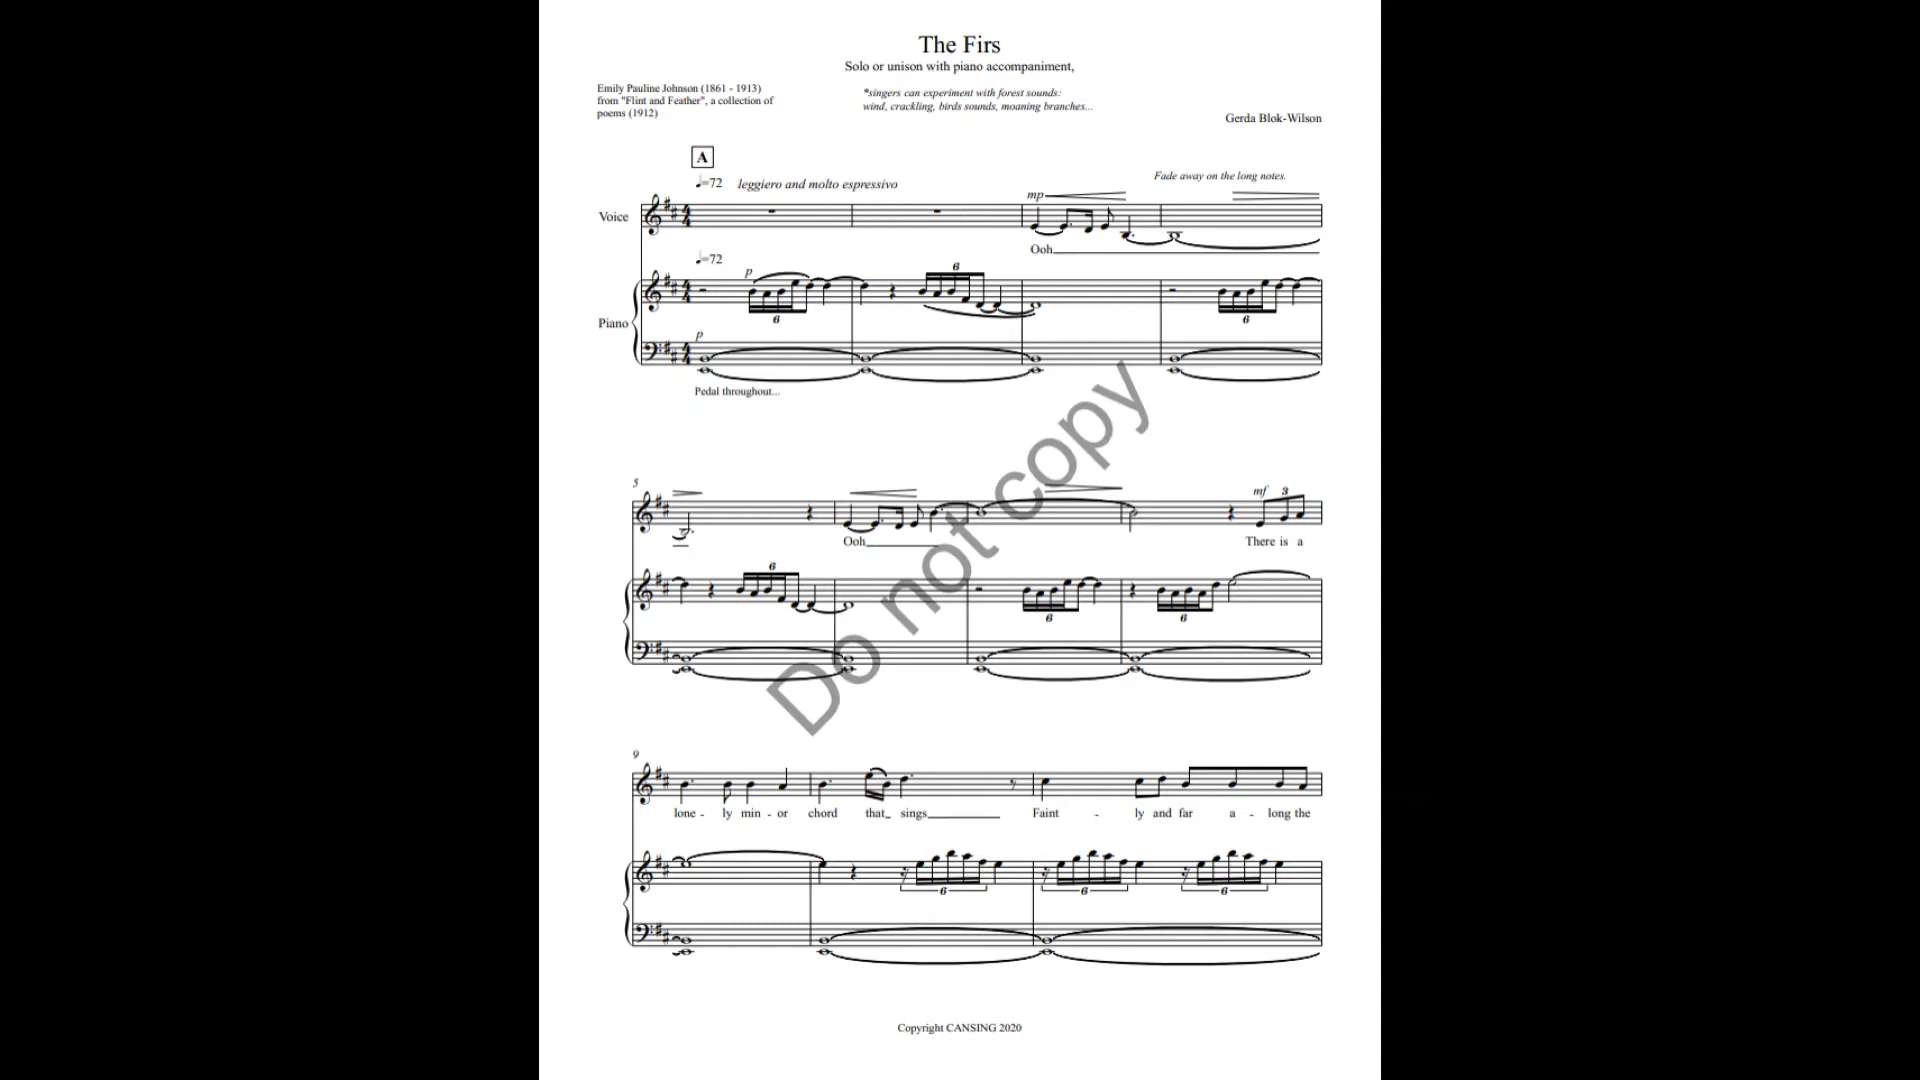 The Firs
Solo or unison with piano accompaniment,
Emily Pauline Johnson (1861 - 1913)
from "Flint and Feather", a collection of
poems (1912)
*singers can experiment with forest sounds:
wind, crackling, birds sounds, moaning branches...
Gerda Blok-Wilson
A
♩=72 leggiero and molto espressivo
Fade away on the long notes.
mp
Voice
Ooh
♩=72
p
6
Piano
6
6
p
Pedal throughout...
Do not copy
5
mf 3
Ooh
There is a
6
6
6
9
lone - ly min - or chord that sings Faint - ly and far a - long the
6
6
6
Copyright CANSING 2020